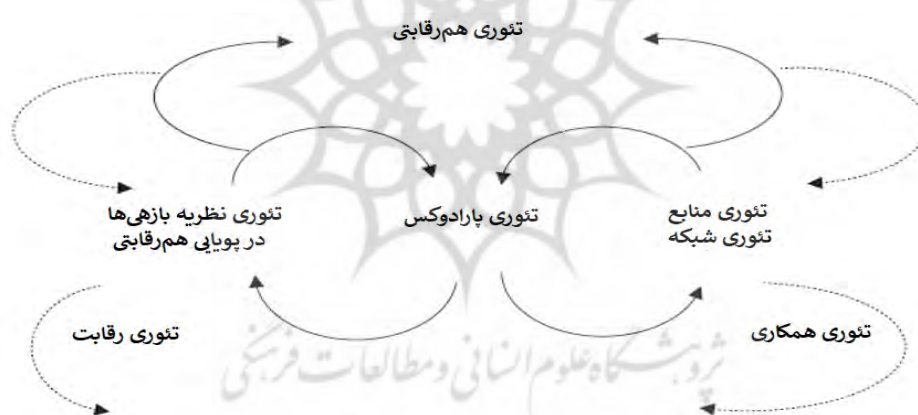 تئوری هم‌رقابتی
تئوری منابع
تئوری شبکه
تئوری پارادوکس
تئوری نظریه بازهی‌ها
در پویایی هم‌رقابتی
تئوری همکاری
تئوری رقابت
پژوهشگاه علوم انسانی و مطالعات فرهنگی